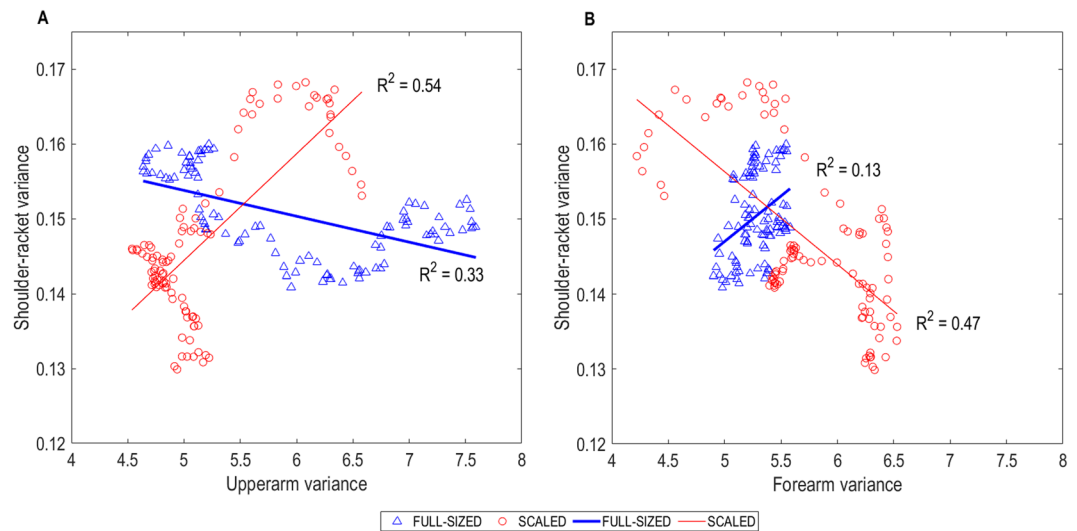 A
B
Shoulder-racket variance
0.17
0.16
0.15
0.14
0.13
0.12
R² = 0.54
R² = 0.33
4 4.5 5 5.5 6 6.5 7 7.5 8
Upperarm variance
Shoulder-racket variance
0.17
0.16
0.15
0.14
0.13
0.12
R² = 0.13
R² = 0.47
4 4.5 5 5.5 6 6.5 7 7.5 8
Forearm variance
FULL-SIZED SCALED FULL-SIZED SCALED